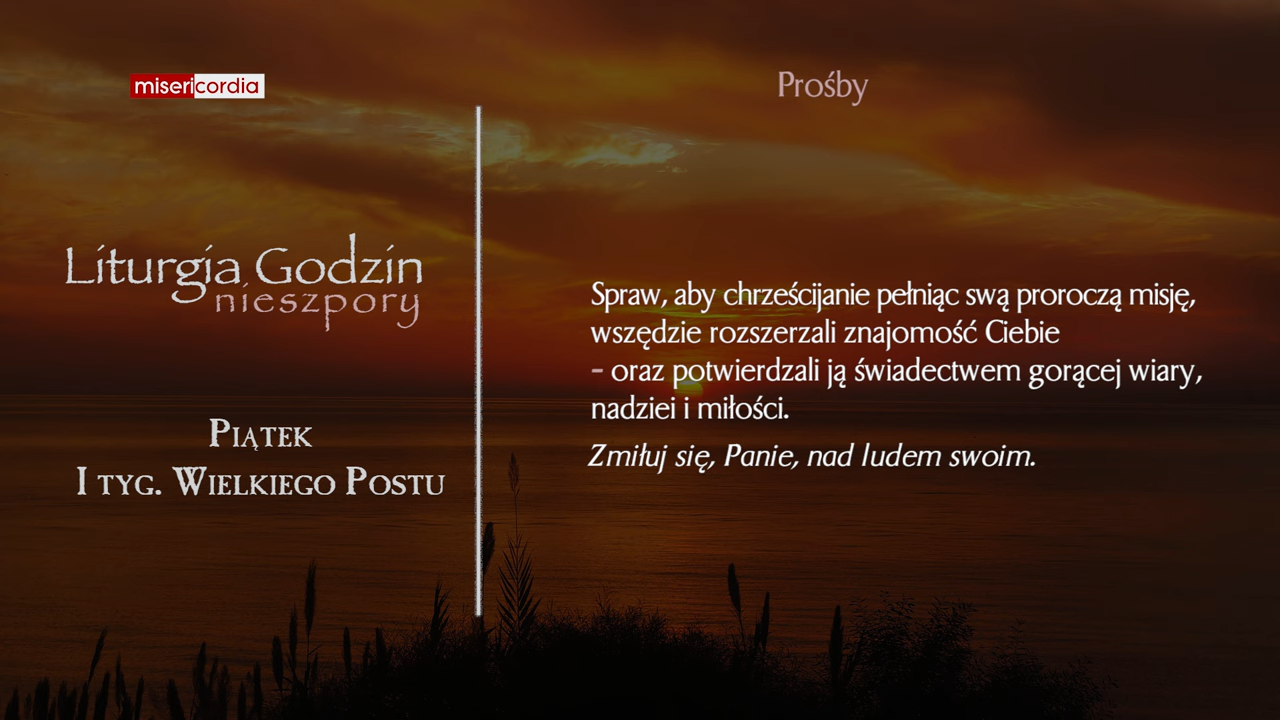 misericordia
Prośby
Liturgia Godzin
nieszpory
Piątek
I tyg. Wielkiego Postu
Spraw, aby chrześcijanie pełniąc swą proroczą misję,
wszędzie rozszerzali znajomość Ciebie
- oraz potwierdzali ją świadectwem gorącej wiary,
nadziei i miłości.
Zmiłuj się, Panie, nad ludem swoim.